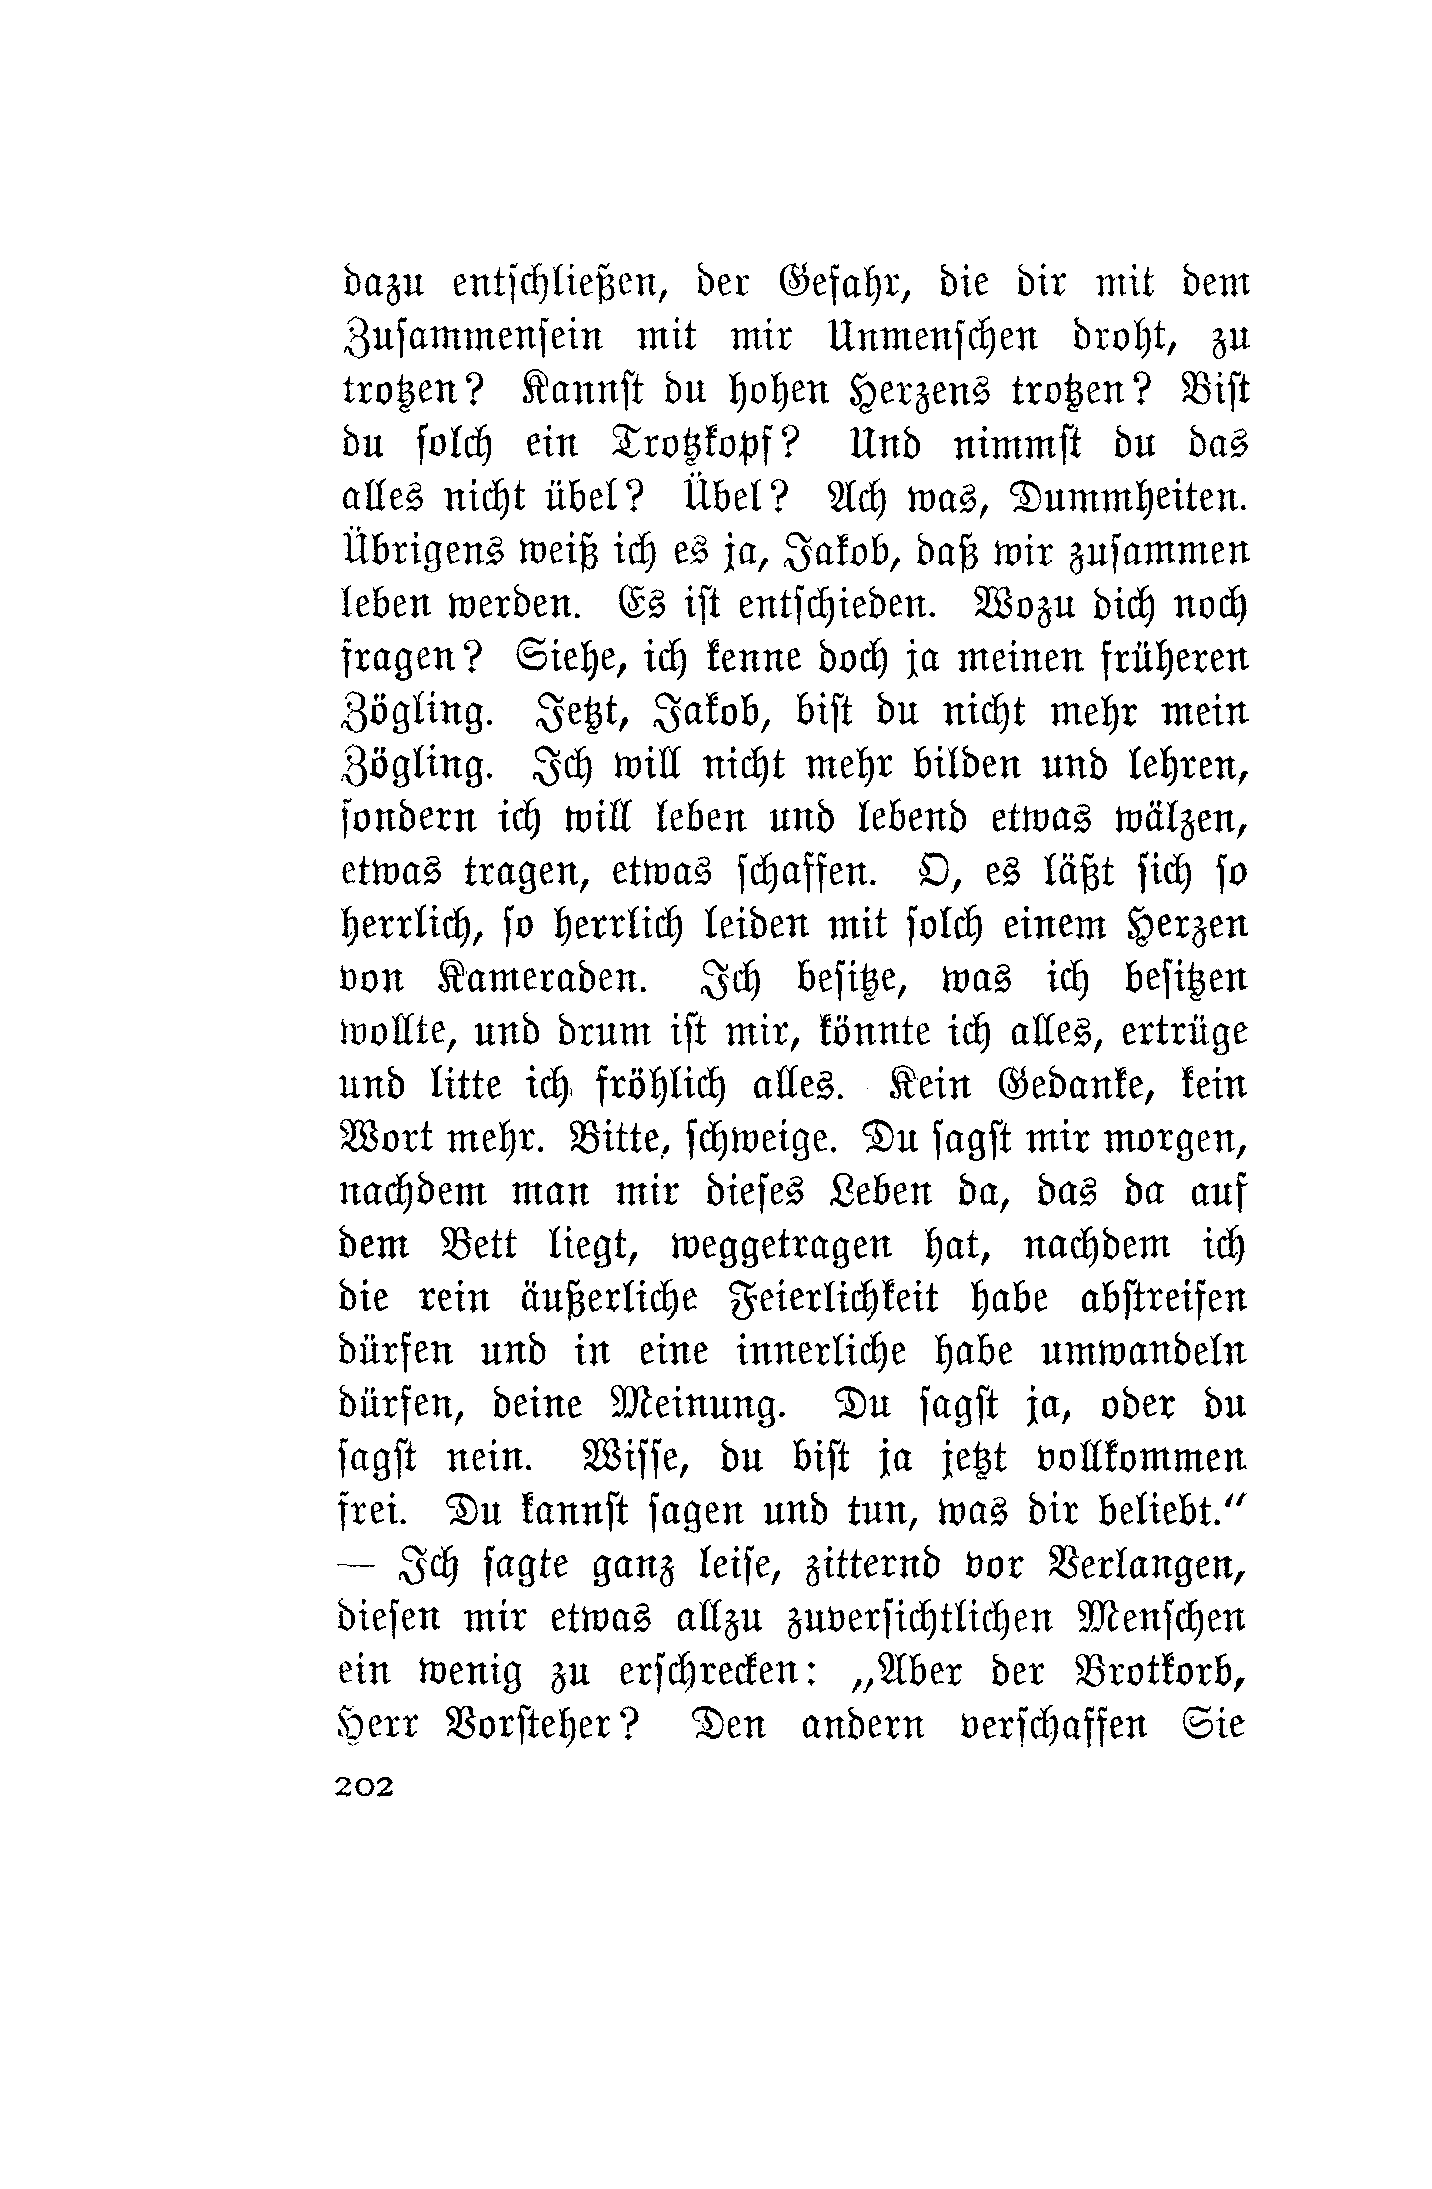 dazu entschließen, der Gefahr, die dir mit dem
Zusammensein mit mir Unmenschen droht, zu
trotzen? Kannst du hohen Herzens trotzen? Bist
du solch ein Trotzkopf? Und nimmst du das
alles nicht übel? Übel? Ach was, Dummheiten.
Übrigens weiß ich es ja, Jakob, daß wir zusammen
leben werden. Es ist entschieden. Wozu dich noch
fragen? Siehe, ich kenne doch ja meinen früheren
Zögling. Jetzt, Jakob, bist du nicht mehr mein
Zögling. Ich will nicht mehr bilden und lehren,
sondern ich will leben und lebend etwas wälzen,
etwas tragen, etwas schaffen. O, es läßt sich so
herrlich, so herrlich leiden mit solch einem Herzen
von Kameraden. Ich besitze, was ich besitzen
wollte, und drum ist mir, könnte ich alles, ertrüge
und litte ich fröhlich alles. Kein Gedanke, kein
Wort mehr. Bitte, schweige. Du sagst mir morgen,
nachdem man mir dieses Leben da, das da auf
dem Bett liegt, weggetragen hat, nachdem ich
die rein äußerliche Feierlichkeit habe abstreifen
dürfen und in eine innerliche habe umwandeln
dürfen, deine Meinung. Du sagst ja, oder du
sagst nein. Wisse, du bist ja jetzt vollkommen
frei. Du kannst sagen und tun, was dir beliebt.“
— Ich sagte ganz leise, zitternd vor Verlangen,
diesen mir etwas allzu zuversichtlichen Menschen
ein wenig zu erschrecken: „Aber der Brotkorb,
Herr Vorsteher? Den andern verschaffen Sie
202